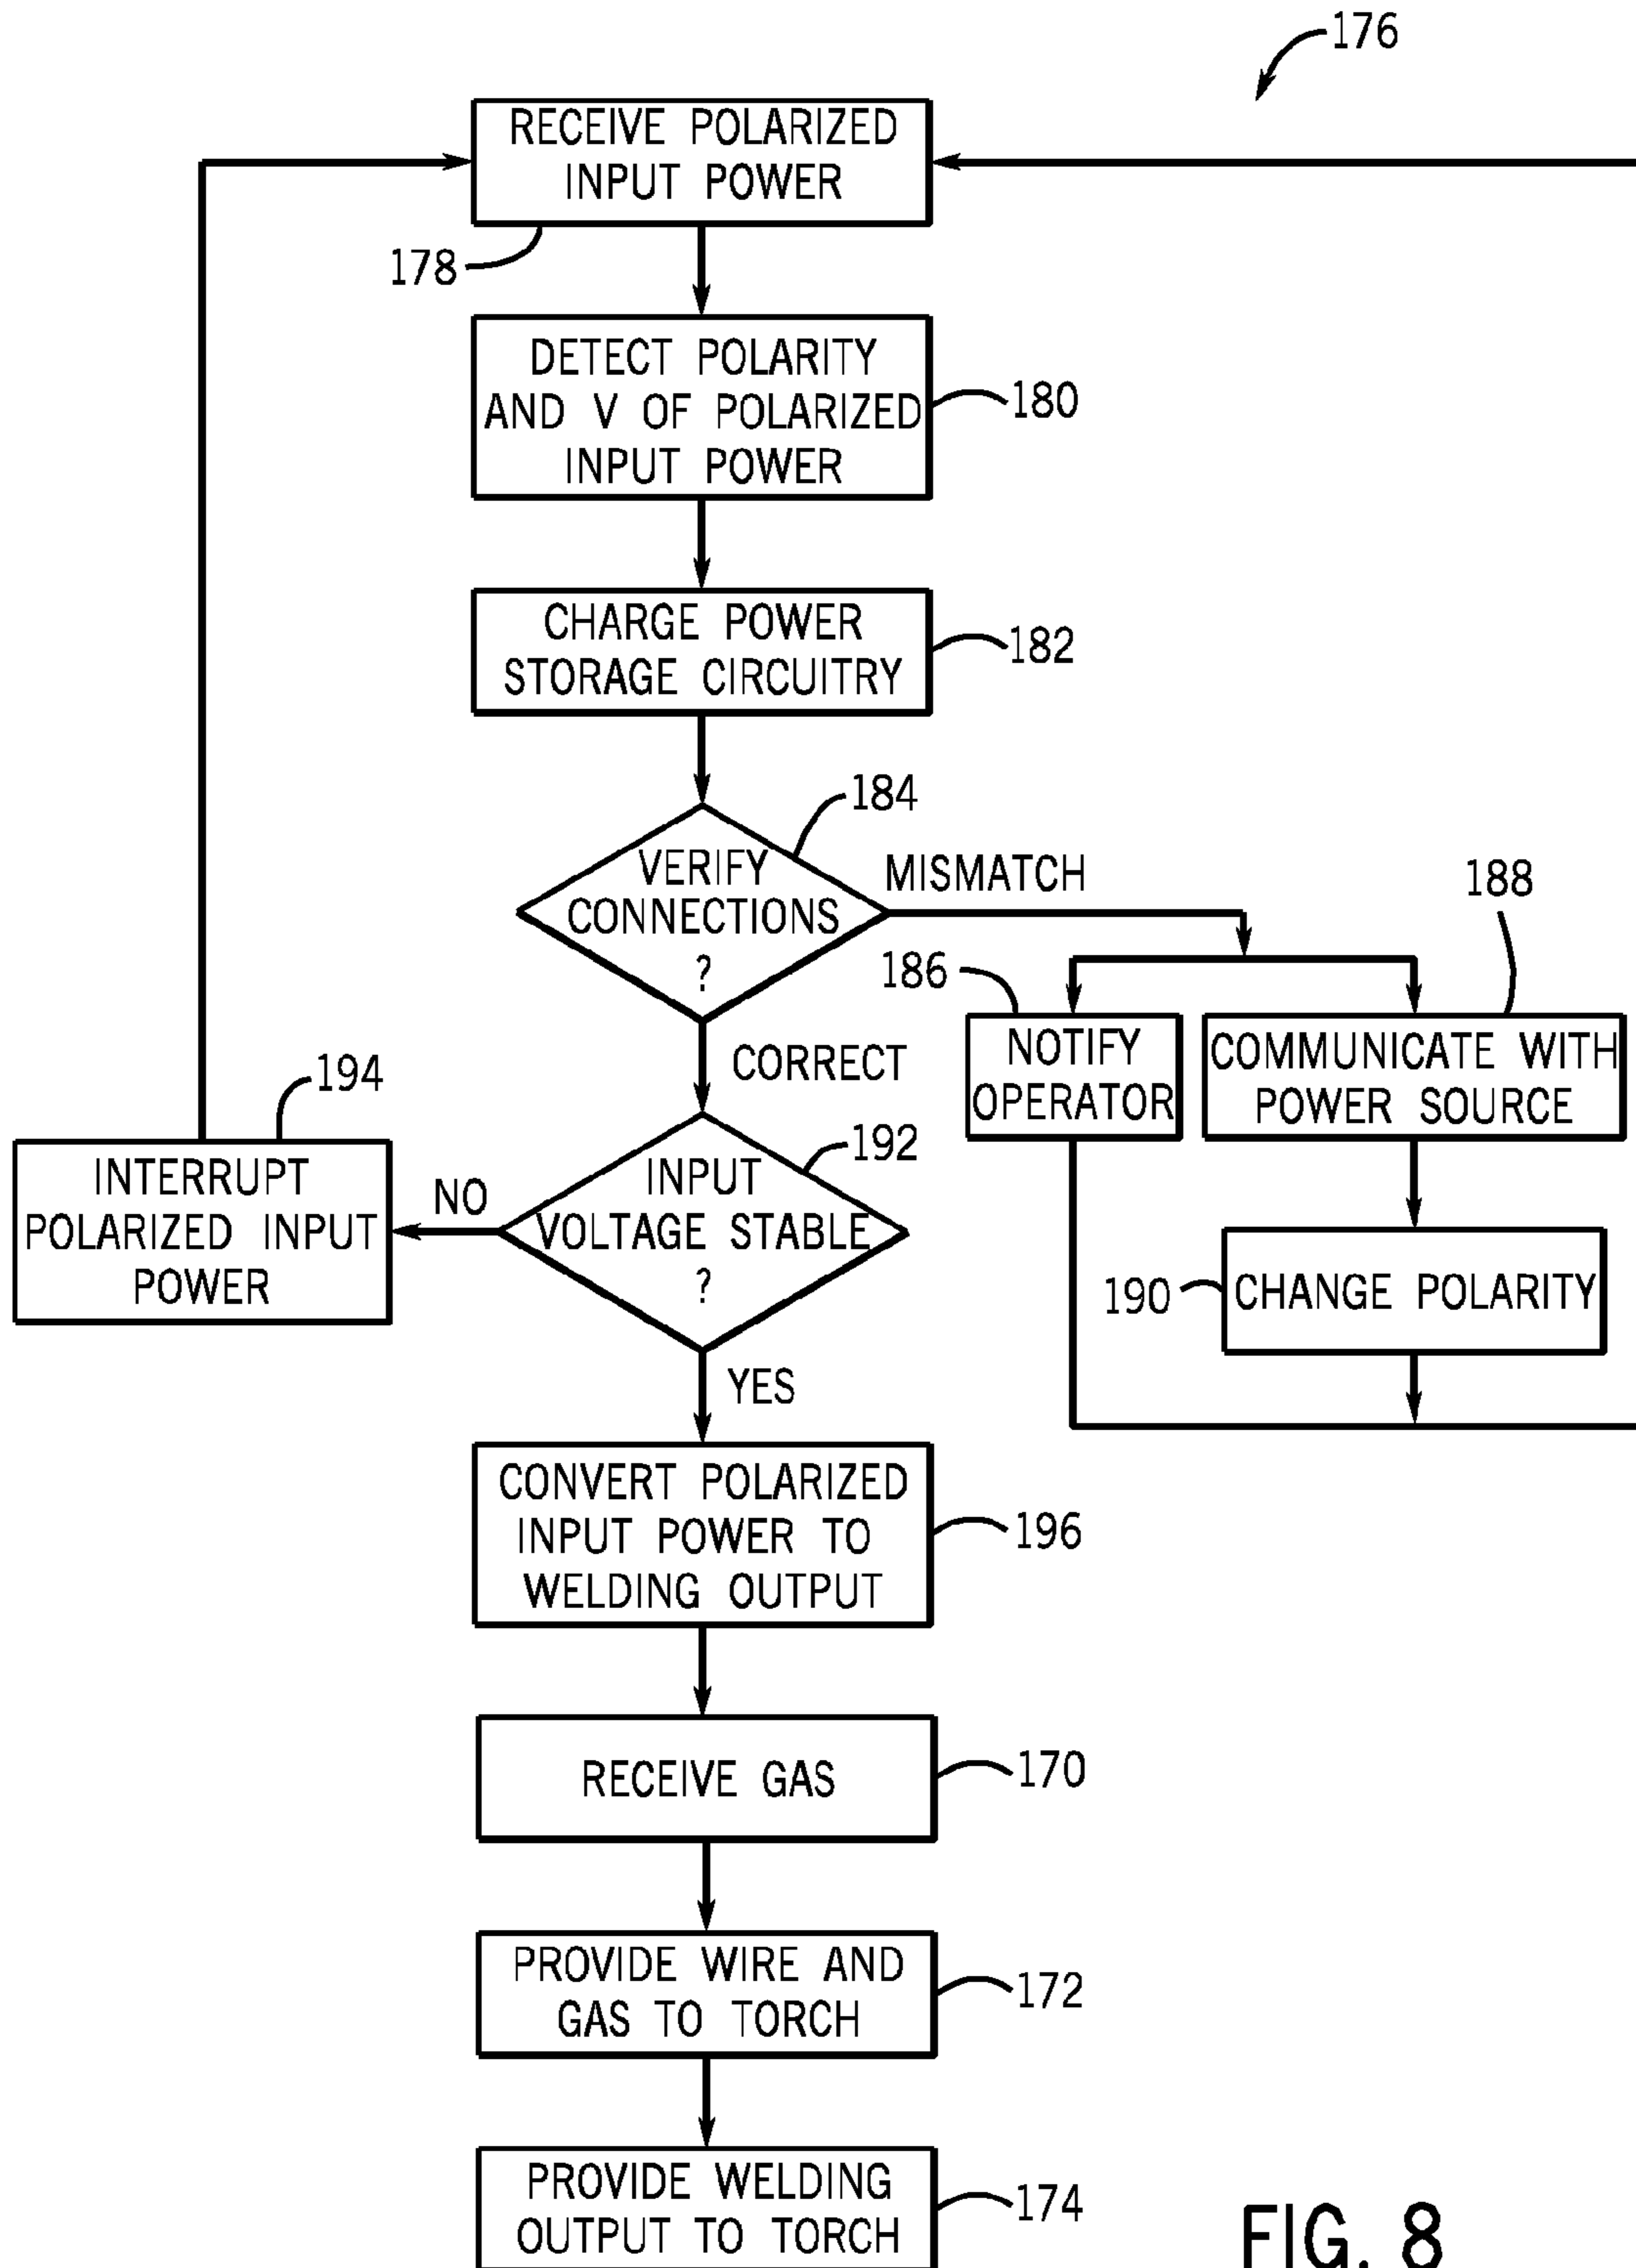 176
RECEIVE POLARIZED
INPUT POWER
178
DETECT POLARITY
AND V OF POLARIZED
INPUT POWER
180
CHARGE POWER
STORAGE CIRCUITRY
182
184
VERIFY
CONNECTIONS
?
MISMATCH
188
186
NOTIFY
OPERATOR
COMMUNICATE WITH
POWER SOURCE
CORRECT
194
192
INTERRUPT
POLARIZED INPUT
POWER
NO
INPUT
VOLTAGE STABLE
?
190
CHANGE POLARITY
YES
CONVERT POLARIZED
INPUT POWER TO
WELDING OUTPUT
196
RECEIVE GAS
170
PROVIDE WIRE AND
GAS TO TORCH
172
PROVIDE WELDING
OUTPUT TO TORCH
174
FIG. 8